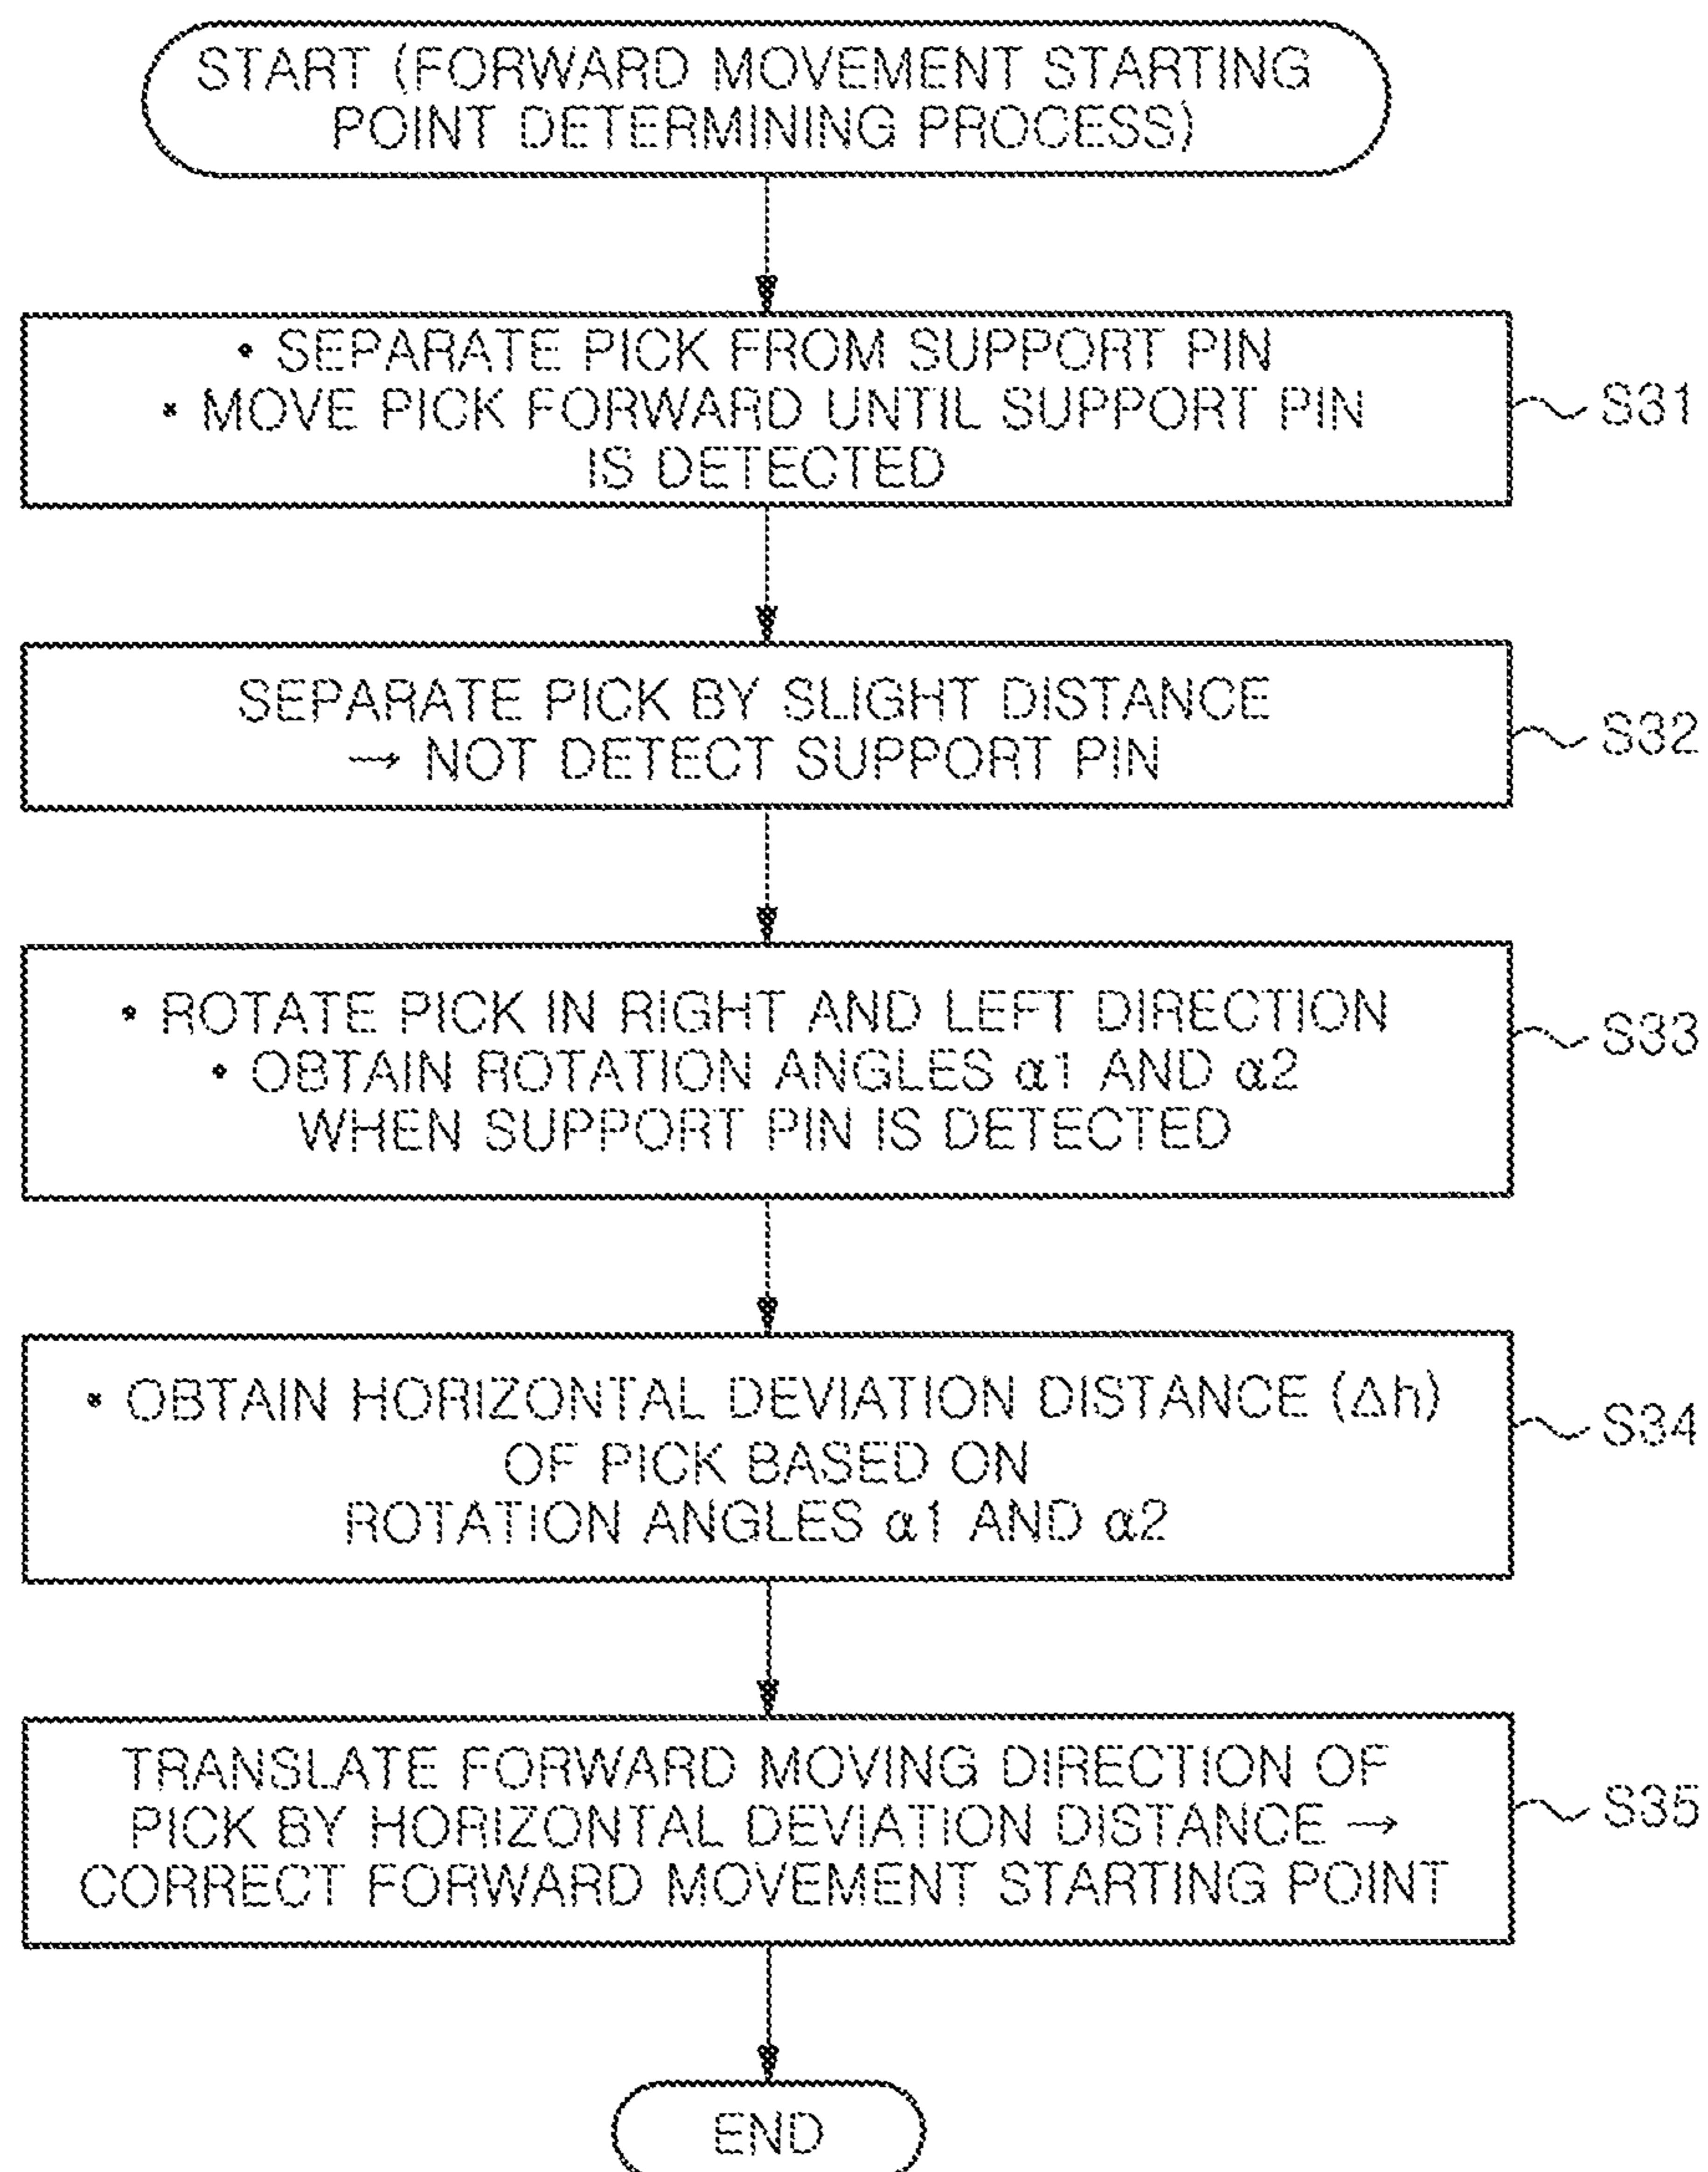 START (FORWARD MOVEMENT STARTING
POINT DETERMINING PROCESS)
• SEPARATE PICK FROM SUPPORT PIN
• MOVE PICK FORWARD UNTIL SUPPORT PIN
IS DETECTED
S31
SEPARATE PICK BY SLIGHT DISTANCE
→ NOT DETECT SUPPORT PIN
S32
• ROTATE PICK IN RIGHT AND LEFT DIRECTION
• OBTAIN ROTATION ANGLES α1 AND α2
WHEN SUPPORT PIN IS DETECTED
S33
• OBTAIN HORIZONTAL DEVIATION DISTANCE (Δh)
OF PICK BASED ON
ROTATION ANGLES α1 AND α2
S34
TRANSLATE FORWARD MOVING DIRECTION OF
PICK BY HORIZONTAL DEVIATION DISTANCE →
CORRECT FORWARD MOVEMENT STARTING POINT
S35
END